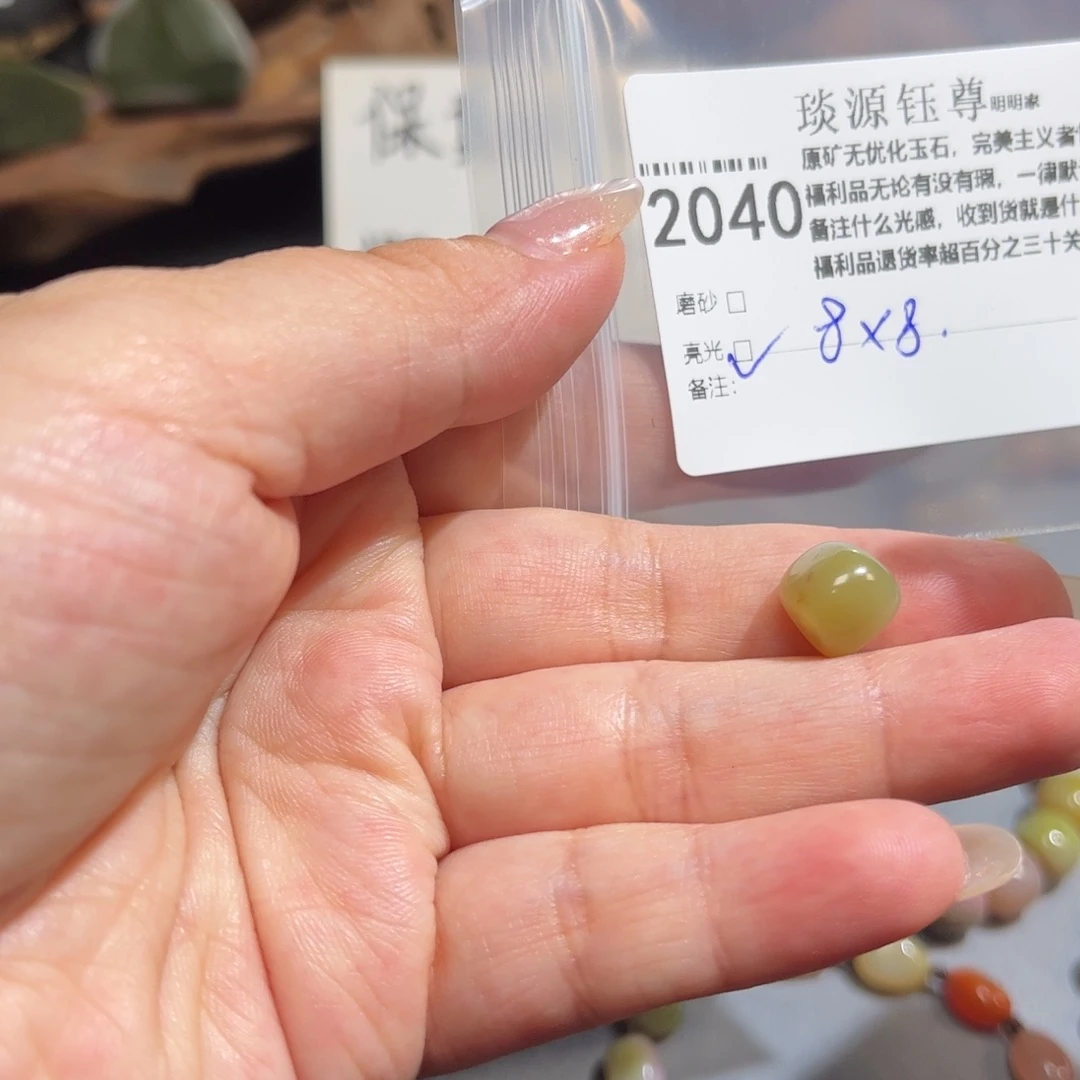 保
琰源钰尊明明家
原矿无优化玉石，完美主义者
2040
福利品无论有没有瑕，一律默
备注什么光感，收到货就是什
福利品退货率超百分之三十关
磨砂□
亮光□✓ 8x8.
备注: